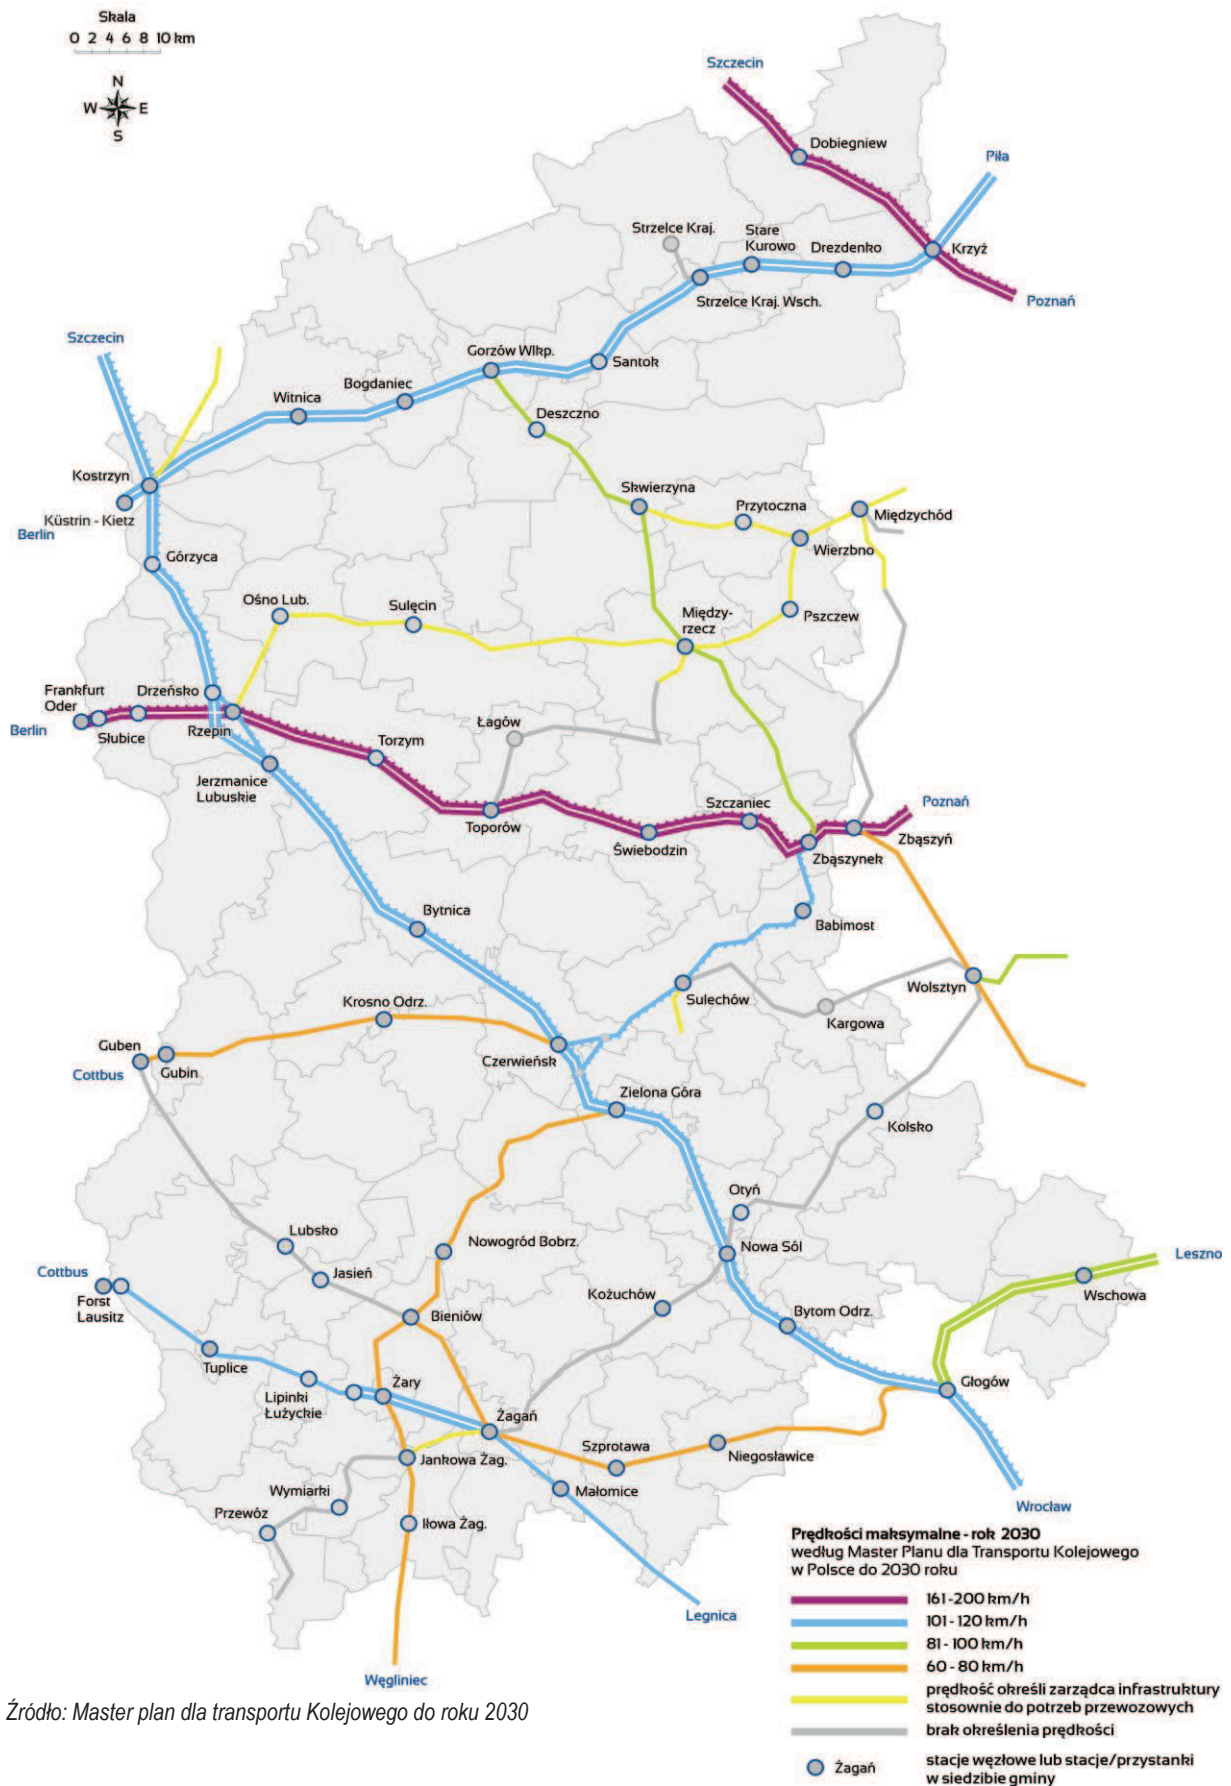 Skala
0 2 4 6 8 10 km
N
W E
S
Szczecin
Dobiegniew
Piła
Strzelce Kraj.
Stare
Kurowo
Drezdenko
Krzyż
Strzelce Kraj. Wsch.
Poznań
Szczecin
Gorzów Wlkp.
Santok
Bogdaniec
Witnica
Deszczno
Kostrzyn
Küstrin - Kietz
Berlin
Skwierzyna
Przytoczna
Międzychód
Wierzbno
Górzyca
Ośno Lub.
Sulęcin
Między-
rzecz
Pszczew
Frankfurt
Oder
Drzeńsko
Berlin
Słubice
Rzepin
Łagów
Torzym
Jerzmanice
Lubuskie
Toporów
Szczaniec
Poznań
Świebodzin
Zbąszynek
Zbąszyń
Bytnica
Babimost
Sulechów
Wolsztyn
Krosno Odrz.
Kargowa
Guben
Gubin
Cottbus
Czerwieńsk
Zielona Góra
Kolsko
Otyń
Lubsko
Nowogród Bobrz.
Nowa Sól
Leszno
Cottbus
Jasień
Wschowa
Forst
Lausitz
Bieniów
Kożuchów
Bytom Odrz.
Tuplice
Żary
Głogów
Lipinki
Łużyckie
Żagań
Szprotawa
Niegosławice
Jankowa Żag.
Małomice
Wymiarki
Przewóz
Iłowa Żag.
Wrocław
Legnica
Węgliniec
Prędkości maksymalne - rok 2030
według Master Planu dla Transportu Kolejowego
w Polsce do 2030 roku
161 - 200 km/h
101 - 120 km/h
81 - 100 km/h
60 - 80 km/h
prędkość określi zarządca infrastruktury
stosownie do potrzeb przewozowych
brak określenia prędkości
Żagań
stacje węzłowe lub stacje/przystanki
w siedzibie gminy
Źródło: Master plan dla transportu Kolejowego do roku 2030